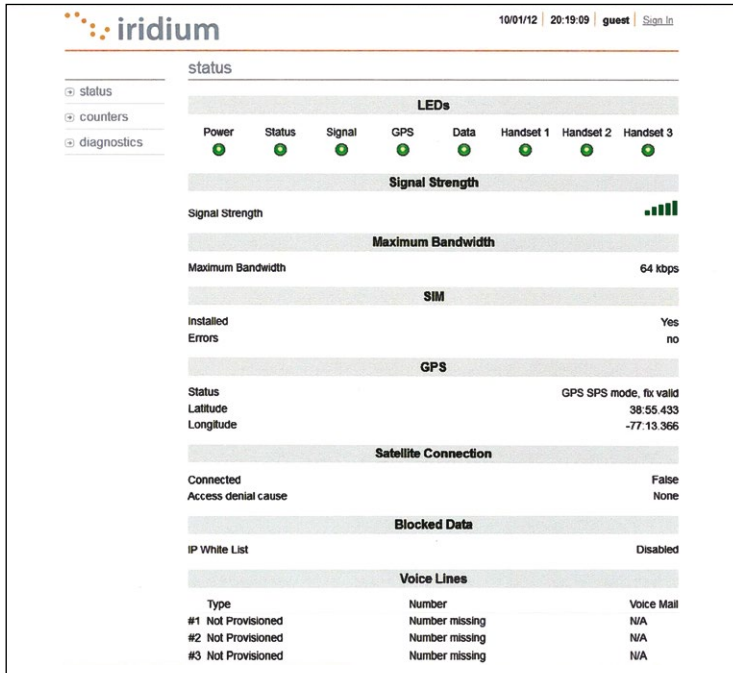 iridium
10/01/12 20:19:09 guest Sign In
status
status
counters
diagnostics
LEDs
Power Status Signal GPS Data Handset 1 Handset 2 Handset 3
Signal Strength
Signal Strength
Maximum Bandwidth
Maximum Bandwidth 64 kbps
SIM
Installed Yes
Errors no
GPS
Status GPS SPS mode, fix valid
Latitude 38:55.433
Longitude -77:13.366
Satellite Connection
Connected False
Access denial cause None
Blocked Data
IP White List Disabled
Voice Lines
Type Number Voice Mail
#1 Not Provisioned Number missing N/A
#2 Not Provisioned Number missing N/A
#3 Not Provisioned Number missing N/A